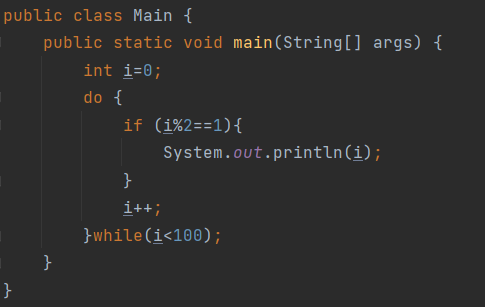 public class Main {
public static void main(String[] args) {
int i=0;
do {
if (i%2==1){
System.out.println(i);
}
i++;
}while(i<100);
}
}